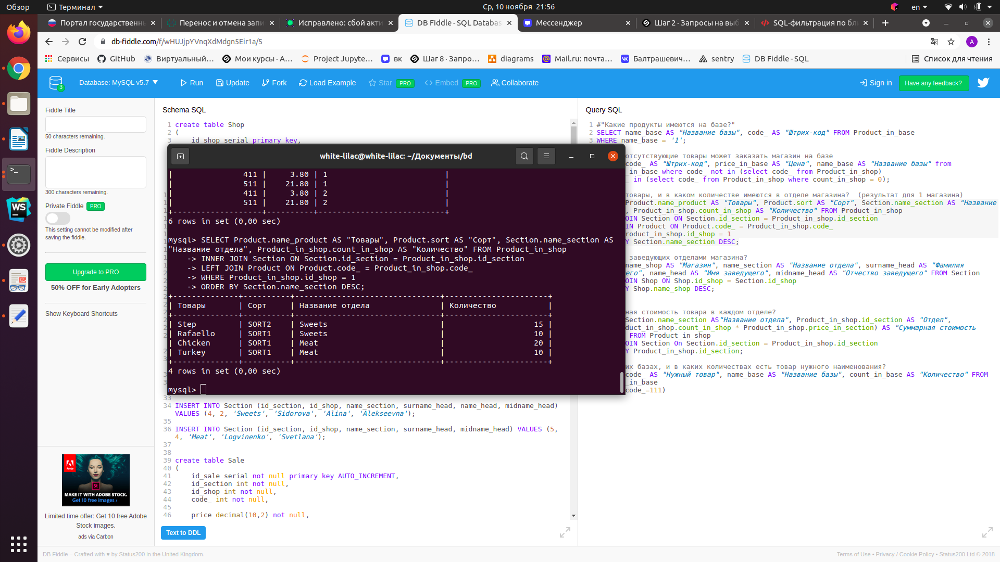 Обзор
Терминал
Ср, 10 ноября 21:56
en
Портал государственн
Перенос и отмена запи
Исправлено: сбой акти
DB Fiddle - SQL Databas
Мессенджер
Шаг 2 · Запросы на выб
SQL-фильтрация по бл
db-fiddle.com/f/wHUJjpYVnqXdMdgn5Eir1a/5
A
Сервисы
GitHub
Виртуальный…
Мои курсы · А…
Project Jupyte…
вк
Шаг 8 · Запро…
diagrams
Mail.ru: почта…
Балтрашевич…
sentry
DB Fiddle - SQL
Список для чтения
3
Database: MySQL v5.7 ▼
Run
Update
Fork
Load Example
Star PRO
Embed PRO
Collaborate
Sign in
Have any feedback?
Fiddle Title
50 characters remaining.
Fiddle Description
300 characters remaining.
Private Fiddle PRO
This setting cannot be modified after
saving the fiddle.
Upgrade to PRO
50% OFF for Early Adopters
Show Keyboard Shortcuts
Adobe
St
MAKE IT WITH ADOBE STOCK.
Get 10 free images ›
Limited time offer: Get 10 free Adobe
Stock images.
ads via Carbon
Schema SQL
1 create table Shop
2 (
3 id_shop serial primary key,
white-lilac@white-lilac: ~/Документы/bd
| 411 | 3.80 | 1 |
| 511 | 21.80 | 1 |
| 411 | 3.80 | 2 |
| 511 | 21.80 | 2 |
+-------------------+----------+---------------------------+
6 rows in set (0,00 sec)
mysql> SELECT Product.name_product AS "Товары", Product.sort AS "Сорт", Section.name_section AS
"Название отдела", Product_in_shop.count_in_shop AS "Количество" FROM Product_in_shop
-> INNER JOIN Section ON Section.id_section = Product_in_shop.id_section
-> LEFT JOIN Product ON Product.code_ = Product_in_shop.code_
-> WHERE Product_in_shop.id_shop = 1
-> ORDER BY Section.name_section DESC;
+--------------+----------+-------------------------------+----------------------+
| Товары | Сорт | Название отдела | Количество |
+--------------+----------+-------------------------------+----------------------+
| Step | SORT2 | Sweets | 15 |
| Rafaello | SORT1 | Sweets | 10 |
| Chicken | SORT1 | Meat | 20 |
| Turkey | SORT1 | Meat | 10 |
+--------------+----------+-------------------------------+----------------------+
4 rows in set (0,00 sec)
mysql>
33
34 INSERT INTO Section (id_section, id_shop, name_section, surname_head, name_head, midname_head)
VALUES (4, 2, 'Sweets', 'Sidorova', 'Alina', 'Alekseevna');
35
36 INSERT INTO Section (id_section, id_shop, name_section, surname_head, midname_head) VALUES (5,
4, 'Meat', 'Logvinenko', 'Svetlana');
37
38
39 create table Sale
40 (
41 id_sale serial not null primary key AUTO_INCREMENT,
42 id_section int not null,
43 id_shop int not null,
44 code_ int not null,
45
46 price decimal(10,2) not null,
Text to DDL
Query SQL
1 #"Какие продукты имеются на базе?"
2 SELECT name_base AS "Название базы", code_ AS "Штрих-код" FROM Product_in_base
3 WHERE name_base = '1';
отсутствующие товары может заказать магазин на базе
code_ AS "Штрих-код", price_in_base AS "Цена", name_base AS "Название базы" from
_in_base where code_ not in (select code_ from Product_in_shop)
_ in (select code_ from Product_in_shop where count_in_shop = 0);
товары, и в каком количестве имеются в отделе магазина? (результат для 1 магазина)
Product.name_product AS "Товары", Product.sort AS "Сорт", Section.name_section AS "Название
, Product_in_shop.count_in_shop AS "Количество" FROM Product_in_shop
OIN Section ON Section.id_section = Product_in_shop.id_section
IN Product ON Product.code_ = Product_in_shop.code_
roduct_in_shop.id_shop = 1
Y Section.name_section DESC;
заведующих отделами магазина?
name_shop AS "Магазин", name_section AS "Название отдела", surname_head AS "Фамилия
его", name_head AS "Имя заведущего", midname_head AS "Отчество заведущего" FROM Section
OIN Shop ON Shop.id_shop = Section.id_shop
Y Shop.name_shop DESC;
ная стоимость товара в каждом отделе?
Section.name_section AS"Название отдела", Product_in_shop.id_section AS "Отдел",
duct_in_shop.count_in_shop * Product_in_shop.price_in_section) AS "Суммарная стоимость
FROM Product_in_shop
OIN Section On Section.id_section = Product_in_shop.id_section
Y Product_in_shop.id_section;
их базах, и в каких количествах есть товар нужного наименования?
code_ AS "Нужный товар", name_base AS "Название базы", count_in_base AS "Количество" FROM
_in_base
code_=111)
DB Fiddle – Crafted with ♥ by Status200 in the United Kingdom.
Terms of Use • Privacy / Cookie Policy • Status200 Ltd © 2018